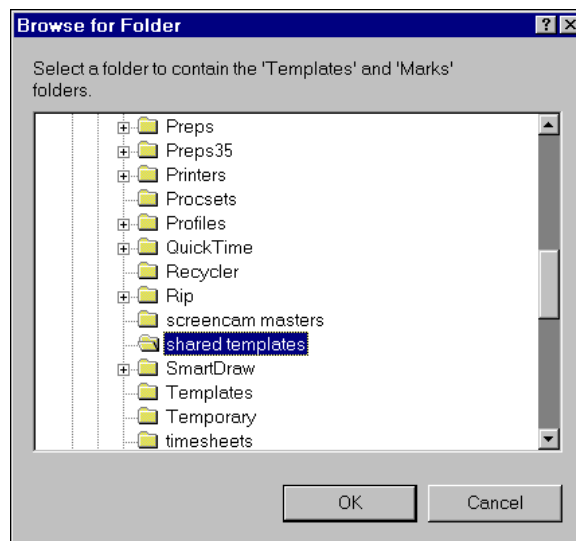 Browse for Folder
Select a folder to contain the 'Templates' and 'Marks'
folders.
Preps
Preps35
Printers
Procsets
Profiles
QuickTime
Recycler
Rip
screencam masters
shared templates
SmartDraw
Templates
Temporary
timesheets
OK Cancel